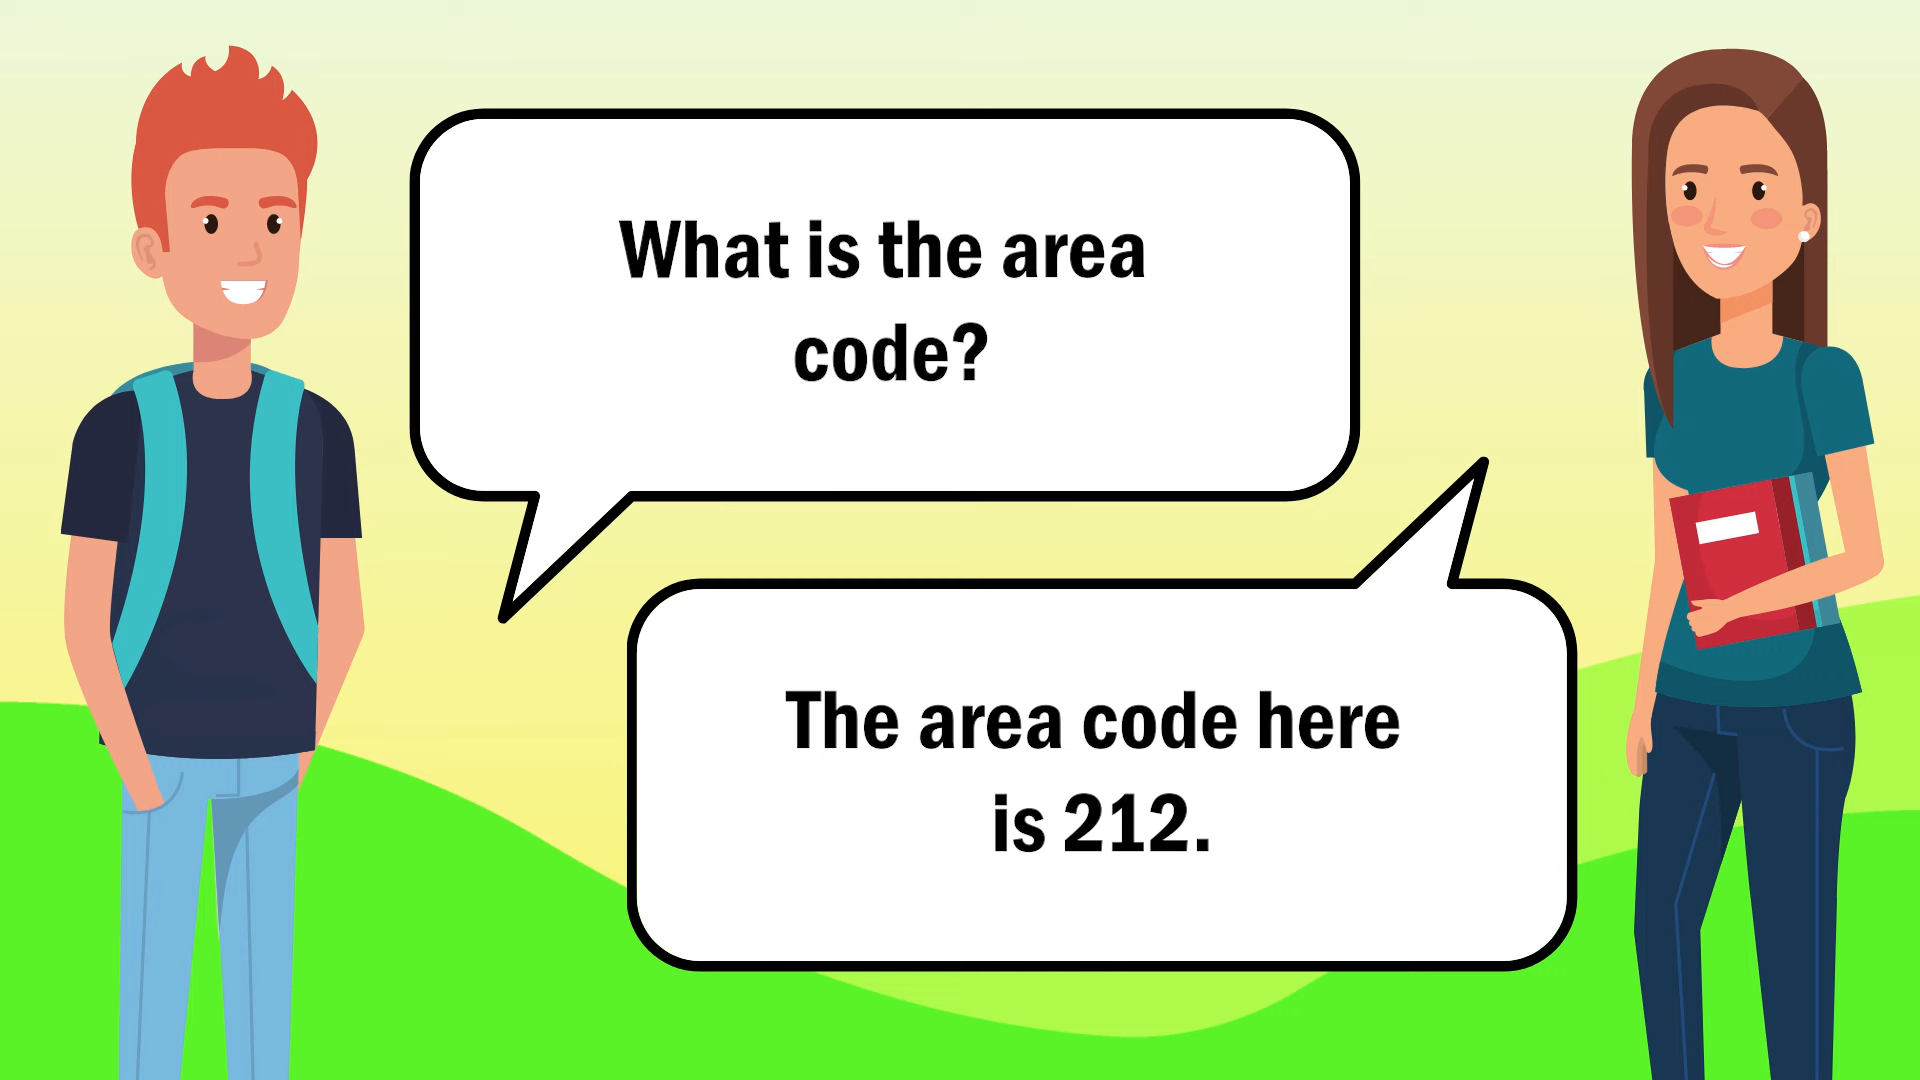 What is the area
code?
The area code here
is 212.